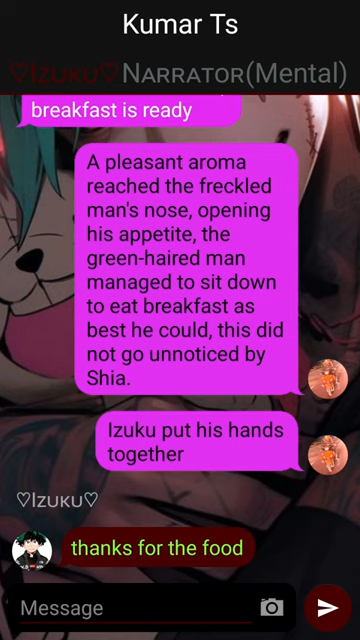 Kumar Ts
♡Izuku♡ Narrator(Mental)
breakfast is ready
A pleasant aroma
reached the freckled
man's nose, opening
his appetite, the
green-haired man
managed to sit down
to eat breakfast as
best he could, this did
not go unnoticed by
Shia.
Izuku put his hands
together
♡Izuku♡
thanks for the food
Message